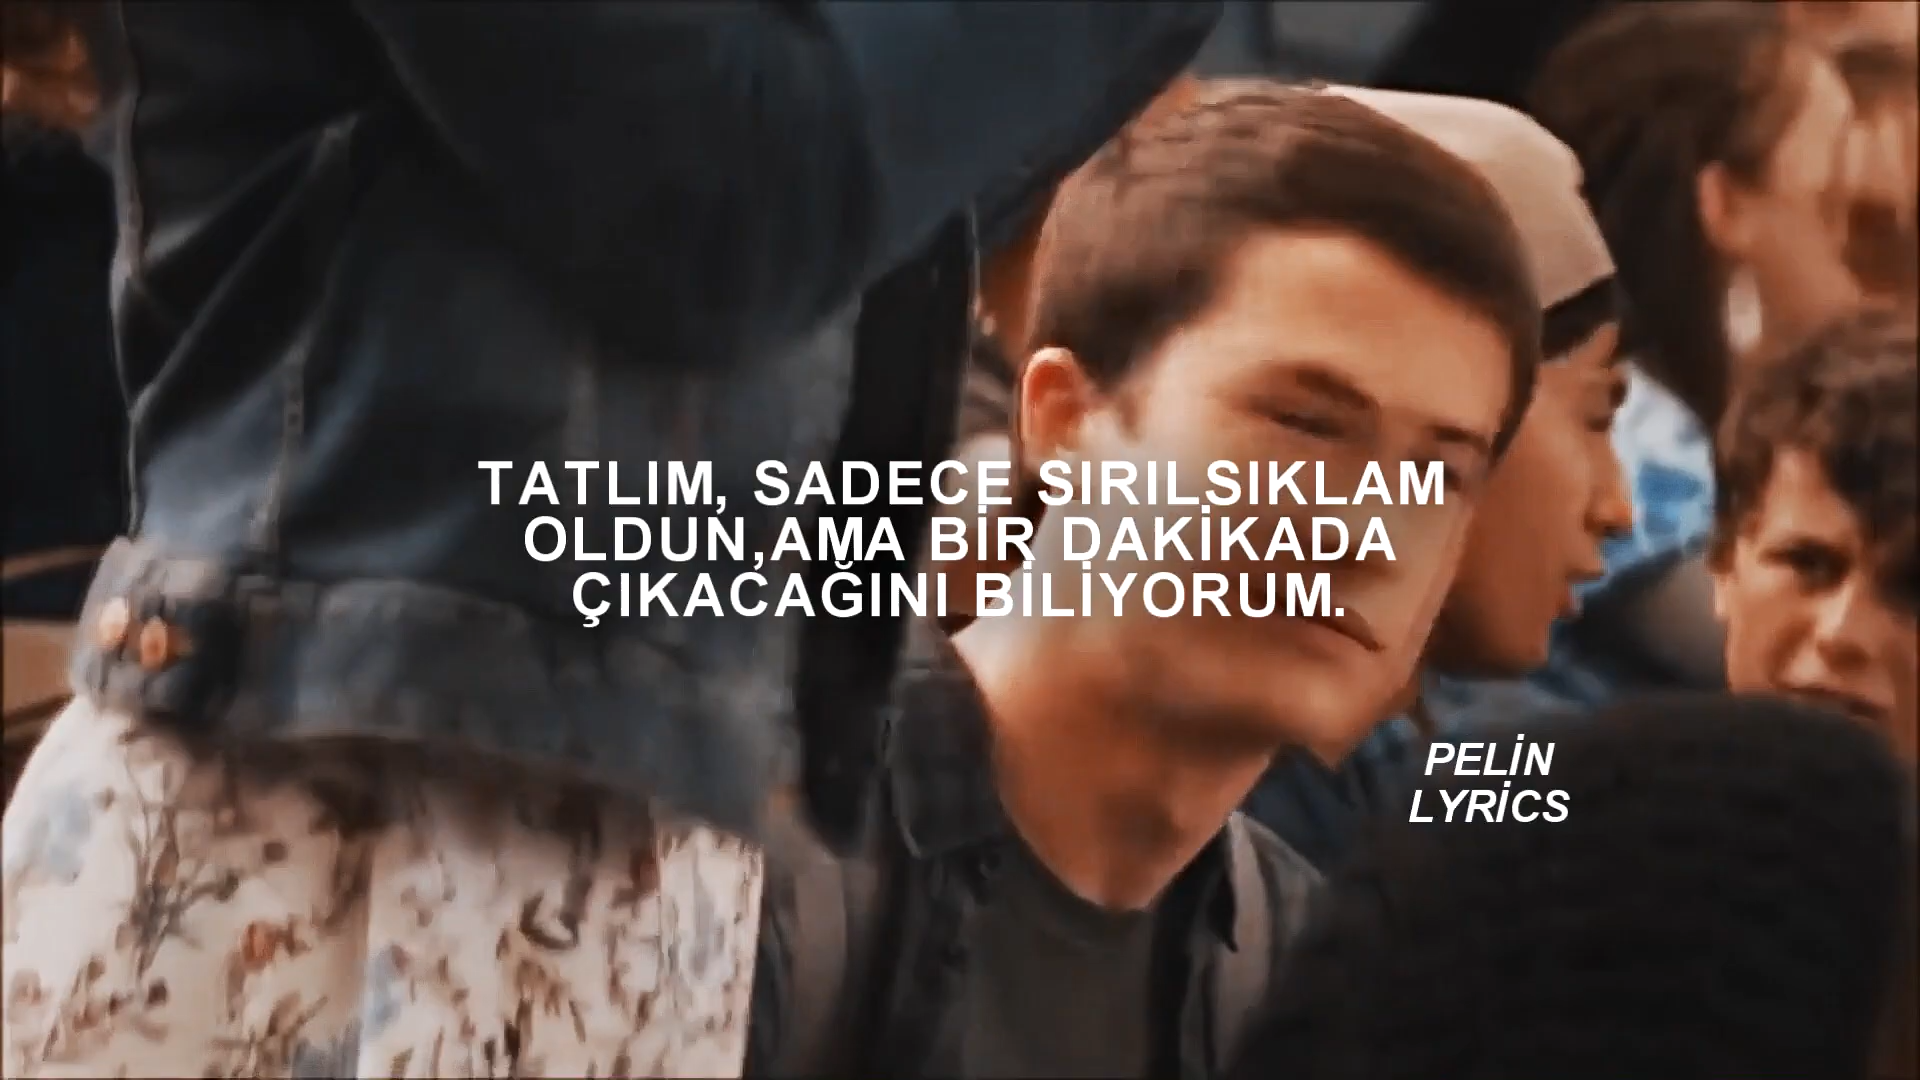 TATLIM, SADECE SIRILSIKLAM
OLDUN,AMA BİR DAKİKADA
ÇIKACAĞINI BİLİYORUM.
PELİN
LYRİCS